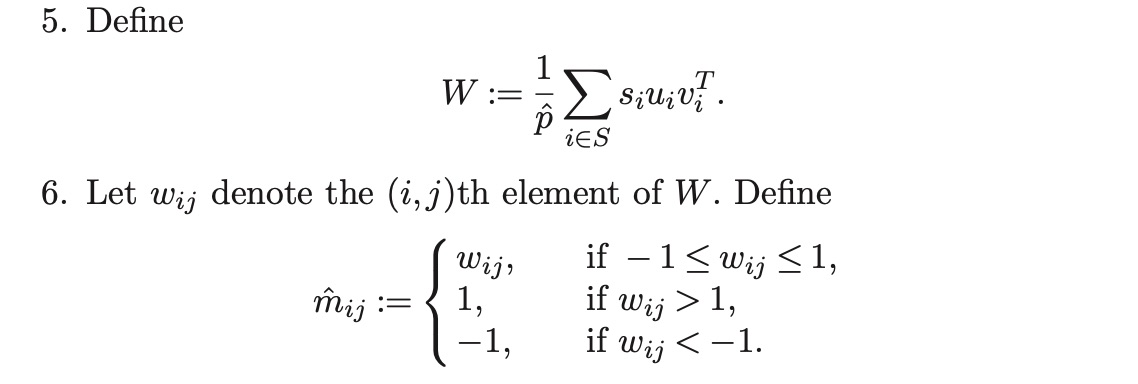 5. Define
W := \frac{1}{\hat{p}} \sum_{i \in S} s_i u_i v_i^T.
6. Let w_{ij} denote the (i, j)th element of W. Define
\hat{m}_{ij} := \begin{cases} w_{ij}, & \text{if } -1 \leq w_{ij} \leq 1, \\ 1, & \text{if } w_{ij} > 1, \\ -1, & \text{if } w_{ij} < -1. \end{cases}